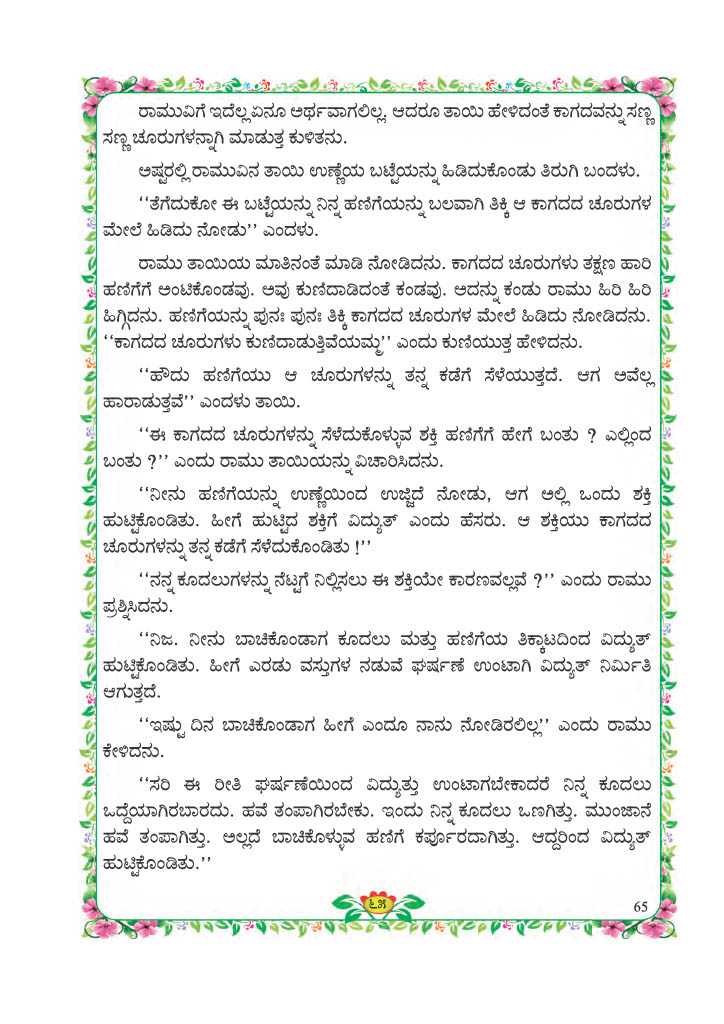 ರಾಮುವಿಗೆ ಇದೆಲ್ಲ ಏನೂ ಅರ್ಥವಾಗಲಿಲ್ಲ. ಆದರೂ ತಾಯಿ ಹೇಳಿದಂತೆ ಕಾಗದವನ್ನು ಸಣ್ಣ
ಸಣ್ಣ ಚೂರುಗಳನ್ನಾಗಿ ಮಾಡುತ್ತ ಕುಳಿತನು.
ಅಷ್ಟರಲ್ಲಿ ರಾಮುವಿನ ತಾಯಿ ಉಣ್ಣೆಯ ಬಟ್ಟೆಯನ್ನು ಹಿಡಿದುಕೊಂಡು ತಿರುಗಿ ಬಂದಳು.
‘‘ತೆಗೆದುಕೋ ಈ ಬಟ್ಟೆಯನ್ನು ನಿನ್ನ ಹಣಿಗೆಯನ್ನು ಬಲವಾಗಿ ತಿಕ್ಕಿ ಆ ಕಾಗದದ ಚೂರುಗಳ
ಮೇಲೆ ಹಿಡಿದು ನೋಡು’’ ಎಂದಳು.
ರಾಮು ತಾಯಿಯ ಮಾತಿನಂತೆ ಮಾಡಿ ನೋಡಿದನು. ಕಾಗದದ ಚೂರುಗಳು ತಕ್ಷಣ ಹಾರಿ
ಹಣಿಗೆಗೆ ಅಂಟಿಕೊಂಡವು. ಅವು ಕುಣಿದಾಡಿದಂತೆ ಕಂಡವು. ಅದನ್ನು ಕಂಡು ರಾಮು ಹಿರಿ ಹಿರಿ
ಹಿಗ್ಗಿದನು. ಹಣಿಗೆಯನ್ನು ಪುನಃ ಪುನಃ ತಿಕ್ಕಿ ಕಾಗದದ ಚೂರುಗಳ ಮೇಲೆ ಹಿಡಿದು ನೋಡಿದನು.
‘‘ಕಾಗದದ ಚೂರುಗಳು ಕುಣಿದಾಡುತ್ತಿವೆಯಮ್ಮ’’ ಎಂದು ಕುಣಿಯುತ್ತ ಹೇಳಿದನು.
‘‘ಹೌದು ಹಣಿಗೆಯು ಆ ಚೂರುಗಳನ್ನು ತನ್ನ ಕಡೆಗೆ ಸೆಳೆಯುತ್ತದೆ. ಆಗ ಅವೆಲ್ಲ
ಹಾರಾಡುತ್ತವೆ’’ ಎಂದಳು ತಾಯಿ.
‘‘ಈ ಕಾಗದದ ಚೂರುಗಳನ್ನು ಸೆಳೆದುಕೊಳ್ಳುವ ಶಕ್ತಿ ಹಣಿಗೆಗೆ ಹೇಗೆ ಬಂತು ? ಎಲ್ಲಿಂದ
ಬಂತು ?’’ ಎಂದು ರಾಮು ತಾಯಿಯನ್ನು ವಿಚಾರಿಸಿದನು.
‘‘ನೀನು ಹಣಿಗೆಯನ್ನು ಉಣ್ಣೆಯಿಂದ ಉಜ್ಜಿದೆ ನೋಡು, ಆಗ ಅಲ್ಲಿ ಒಂದು ಶಕ್ತಿ
ಹುಟ್ಟಿಕೊಂಡಿತು. ಹೀಗೆ ಹುಟ್ಟಿದ ಶಕ್ತಿಗೆ ವಿದ್ಯುತ್ ಎಂದು ಹೆಸರು. ಆ ಶಕ್ತಿಯು ಕಾಗದದ
ಚೂರುಗಳನ್ನು ತನ್ನ ಕಡೆಗೆ ಸೆಳೆದುಕೊಂಡಿತು !’’
‘‘ನನ್ನ ಕೂದಲುಗಳನ್ನು ನೆಟ್ಟಗೆ ನಿಲ್ಲಿಸಲು ಈ ಶಕ್ತಿಯೇ ಕಾರಣವಲ್ಲವೆ ?’’ ಎಂದು ರಾಮು
ಪ್ರಶ್ನಿಸಿದನು.
‘‘ನಿಜ. ನೀನು ಬಾಚಿಕೊಂಡಾಗ ಕೂದಲು ಮತ್ತು ಹಣಿಗೆಯ ತಿಕ್ಕಾಟದಿಂದ ವಿದ್ಯುತ್
ಹುಟ್ಟಿಕೊಂಡಿತು. ಹೀಗೆ ಎರಡು ವಸ್ತುಗಳ ನಡುವೆ ಘರ್ಷಣೆ ಉಂಟಾಗಿ ವಿದ್ಯುತ್ ನಿರ್ಮಿತಿ
ಆಗುತ್ತದೆ.
‘‘ಇಷ್ಟು ದಿನ ಬಾಚಿಕೊಂಡಾಗ ಹೀಗೆ ಎಂದೂ ನಾನು ನೋಡಿರಲಿಲ್ಲ’’ ಎಂದು ರಾಮು
ಕೇಳಿದನು.
‘‘ಸರಿ ಈ ರೀತಿ ಘರ್ಷಣೆಯಿಂದ ವಿದ್ಯುತ್ತು ಉಂಟಾಗಬೇಕಾದರೆ ನಿನ್ನ ಕೂದಲು
ಒದ್ದೆಯಾಗಿರಬಾರದು. ಹವೆ ತಂಪಾಗಿರಬೇಕು. ಇಂದು ನಿನ್ನ ಕೂದಲು ಒಣಗಿತ್ತು. ಮುಂಜಾನೆ
ಹವೆ ತಂಪಾಗಿತ್ತು. ಅಲ್ಲದೆ ಬಾಚಿಕೊಳ್ಳುವ ಹಣಿಗೆ ಕರ್ಪೂರದಾಗಿತ್ತು. ಆದ್ದರಿಂದ ವಿದ್ಯುತ್
ಹುಟ್ಟಿಕೊಂಡಿತು.’’
೬೫
65